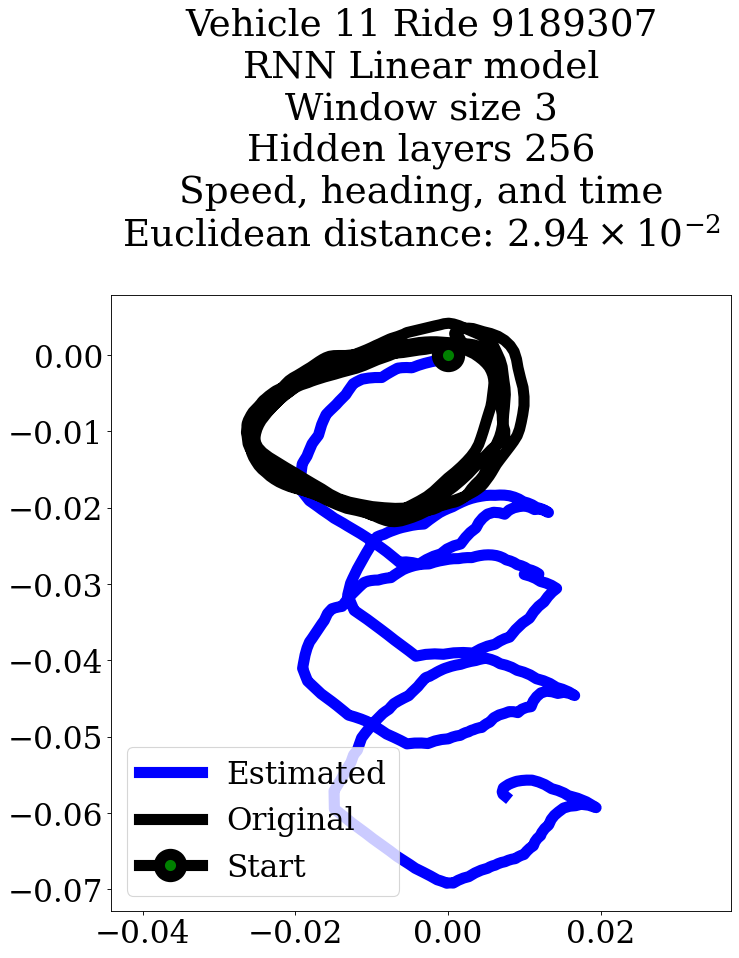 Vehicle 11 Ride 9189307
RNN Linear model
Window size 3
Hidden layers 256
Speed, heading, and time
Euclidean distance: 2.94 × 10⁻²
0.00
−0.01
−0.02
−0.03
−0.04
−0.05
−0.06
−0.07
Estimated
Original
Start
−0.04 −0.02 0.00 0.02